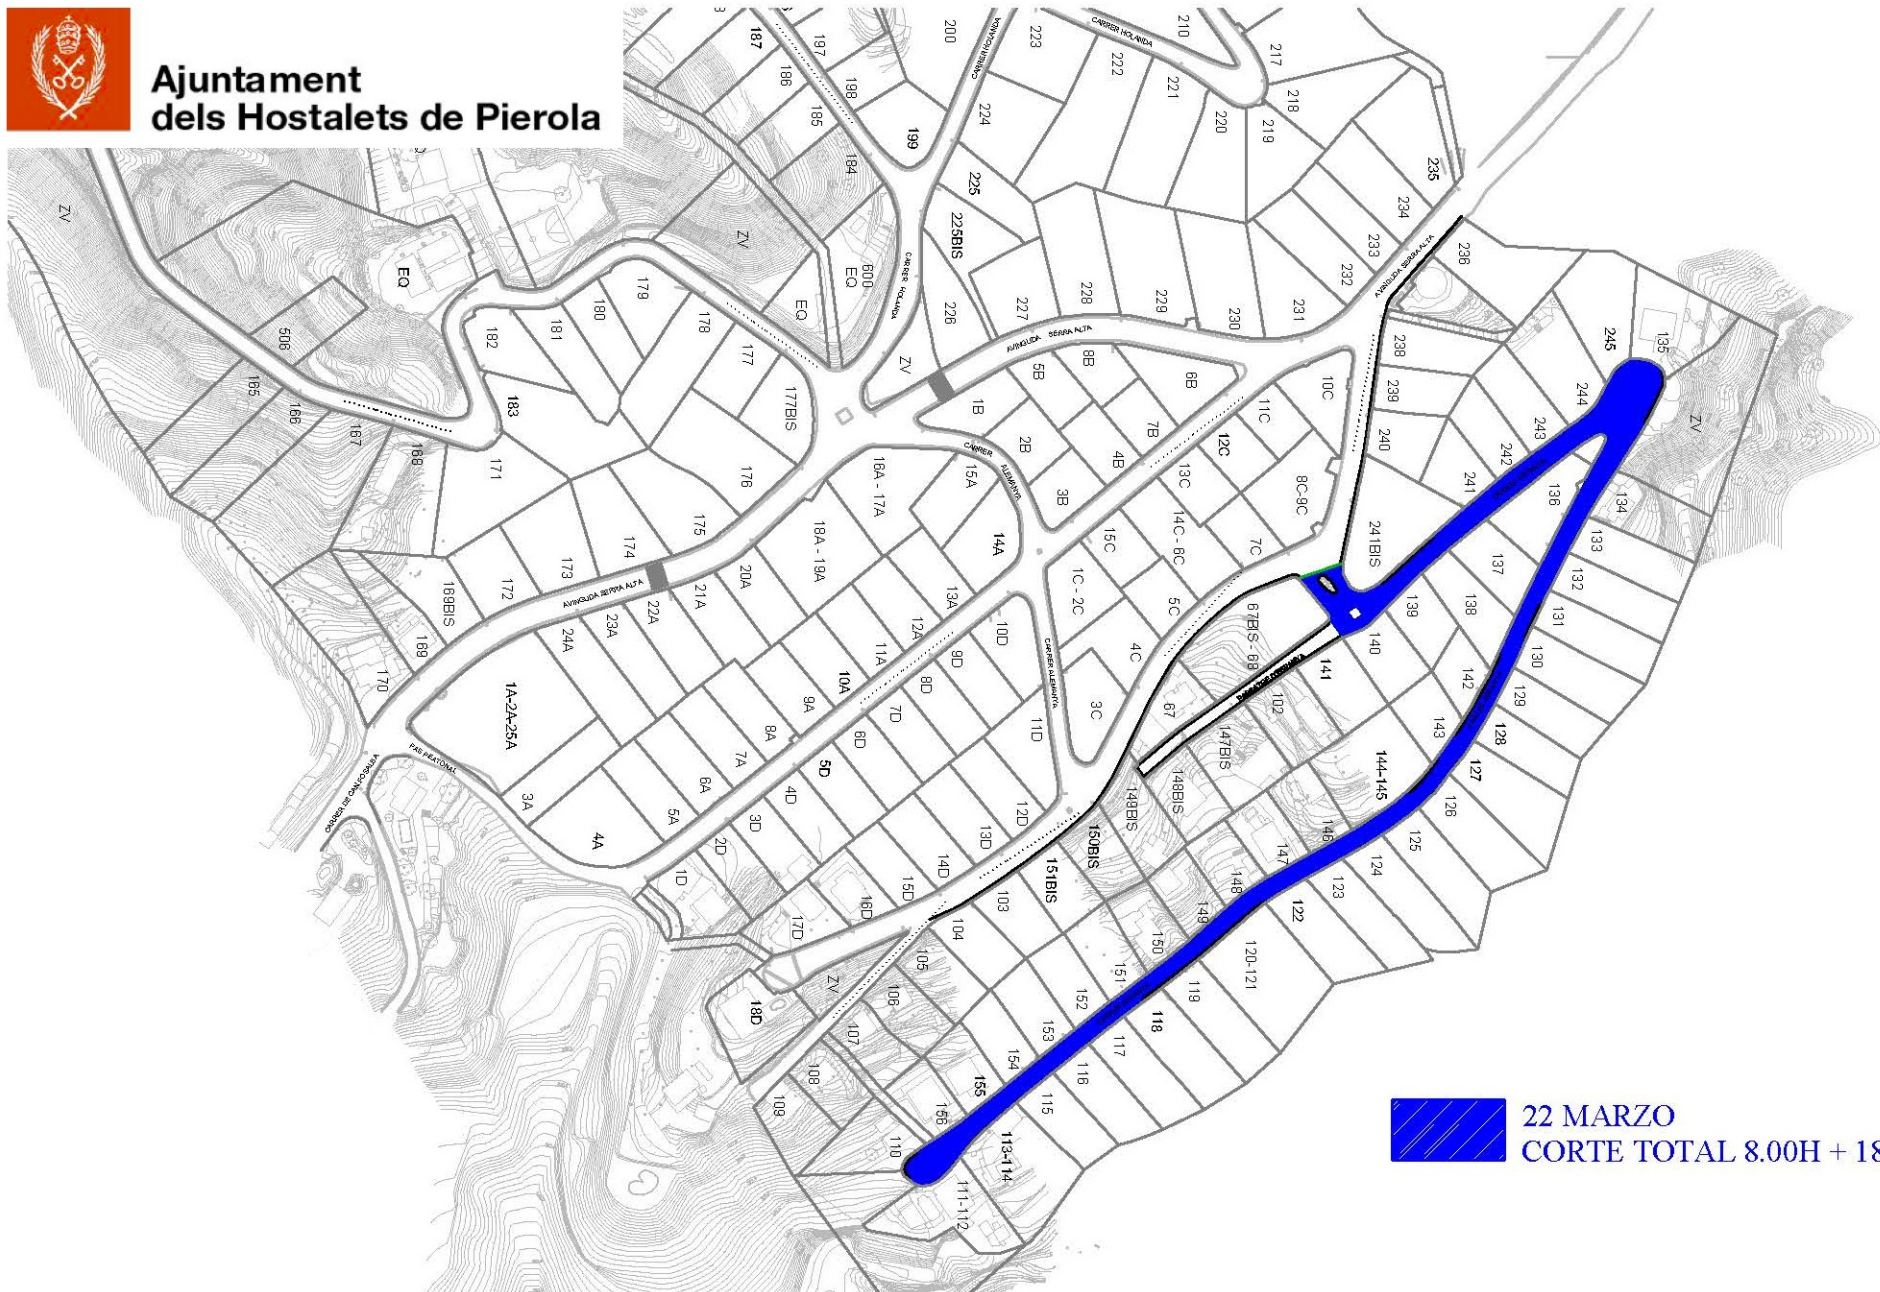 Ajuntament
dels Hostalets de Pierola
187
197
186
198
185
184
199
200
CARRER HOLANDA
223
224
225
225BIS
CARRER HOLANDA
210
222
221
220
217
218
219
235
234
233
232
AVINGUDA SERRA ALTA
236
ZV
EQ
506
165
166
167
168
182
181
180
179
178
177
177BIS
183
171
176
175
174
173
172
169BIS
169
170
ZV
EQ
600
EQ
CARRER HOLANDA
226
ZV
227
228
229
230
231
AVINGUDA SERRA ALTA
5B
8B
6B
1B
2B
7B
4B
3B
CARRER
ALEMANYA
15A
16A - 17A
18A - 19A
14A
13A
20A
21A
22A
23A
24A
AVINGUDA SERRA ALTA
12A
11A
10A
9A
8A
7A
6A
5A
4A
3A
1A-2A-25A
PAS PEATONAL
CARRER DE CAN FOSALBA
10C
11C
12C
13C
14C - 6C
15C
8C-9C
7C
1C - 2C
5C
4C
3C
CARRER ALEMANYA
10D
9D
8D
7D
6D
5D
4D
3D
2D
1D
11D
12D
13D
14D
15D
16D
17D
18D
ZV
238
239
240
241BIS
241
242
243
244
245
135
ZV
134
133
132
131
130
129
128
127
126
125
124
123
122
120-121
119
118
117
116
115
113-114
111-112
110
109
108
107
106
105
104
103
136
137
138
139
140
141
142
143
144-145
146
147
148
149
150
151
152
153
154
155
156
67BIS - 68
67
102
147BIS
148BIS
149BIS
150BIS
151BIS
22 MARZO
CORTE TOTAL 8.00H + 18